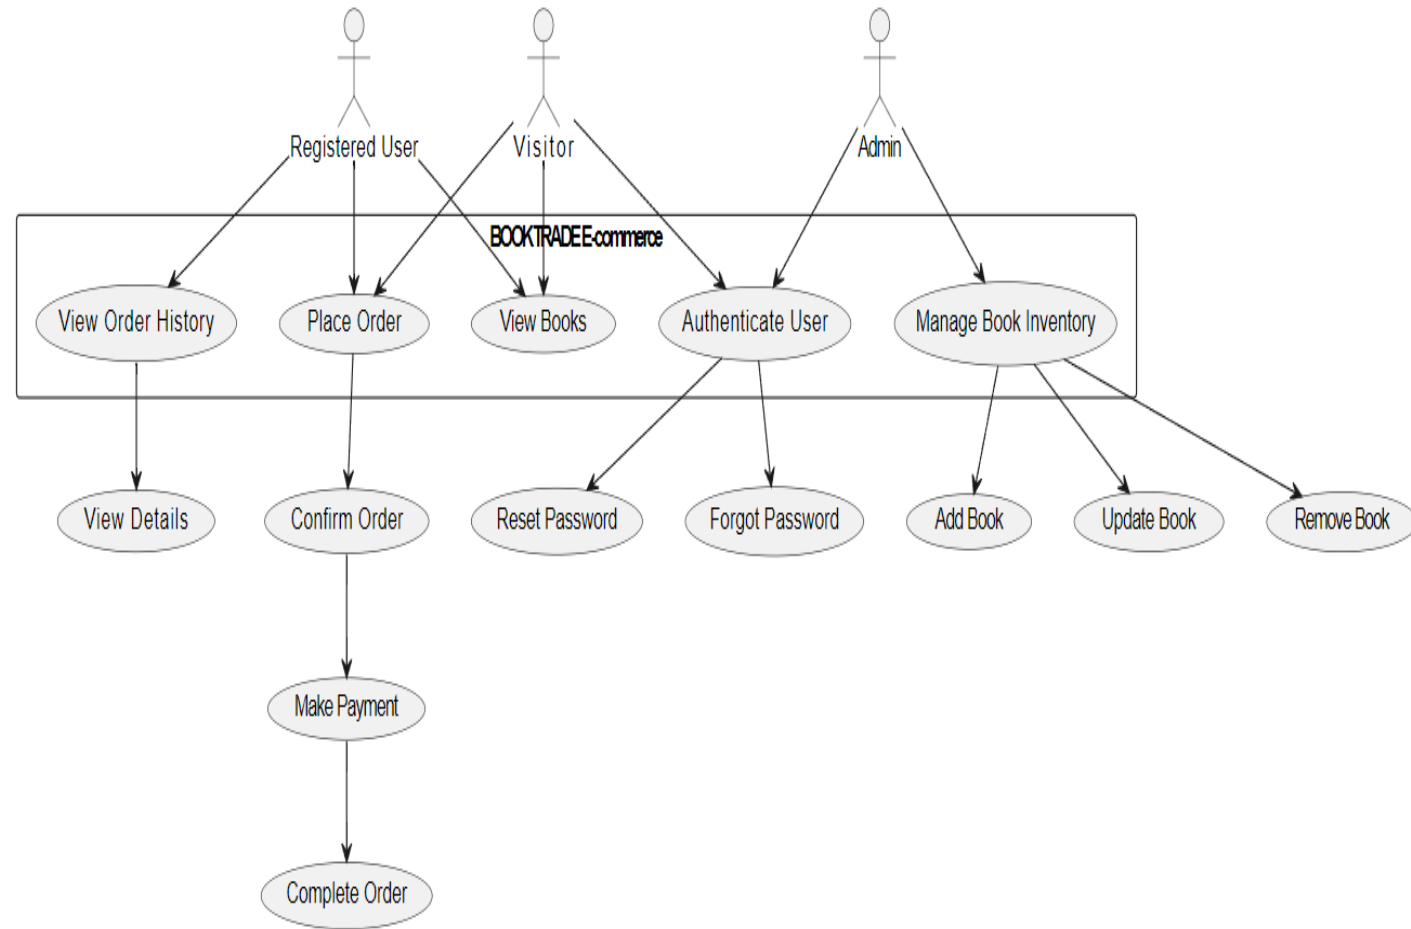 Registered User
Visitor
Admin
BOOKTRADE E-commerce
View Order History
Place Order
View Books
Authenticate User
Manage Book Inventory
View Details
Confirm Order
Reset Password
Forgot Password
Add Book
Update Book
Remove Book
Make Payment
Complete Order